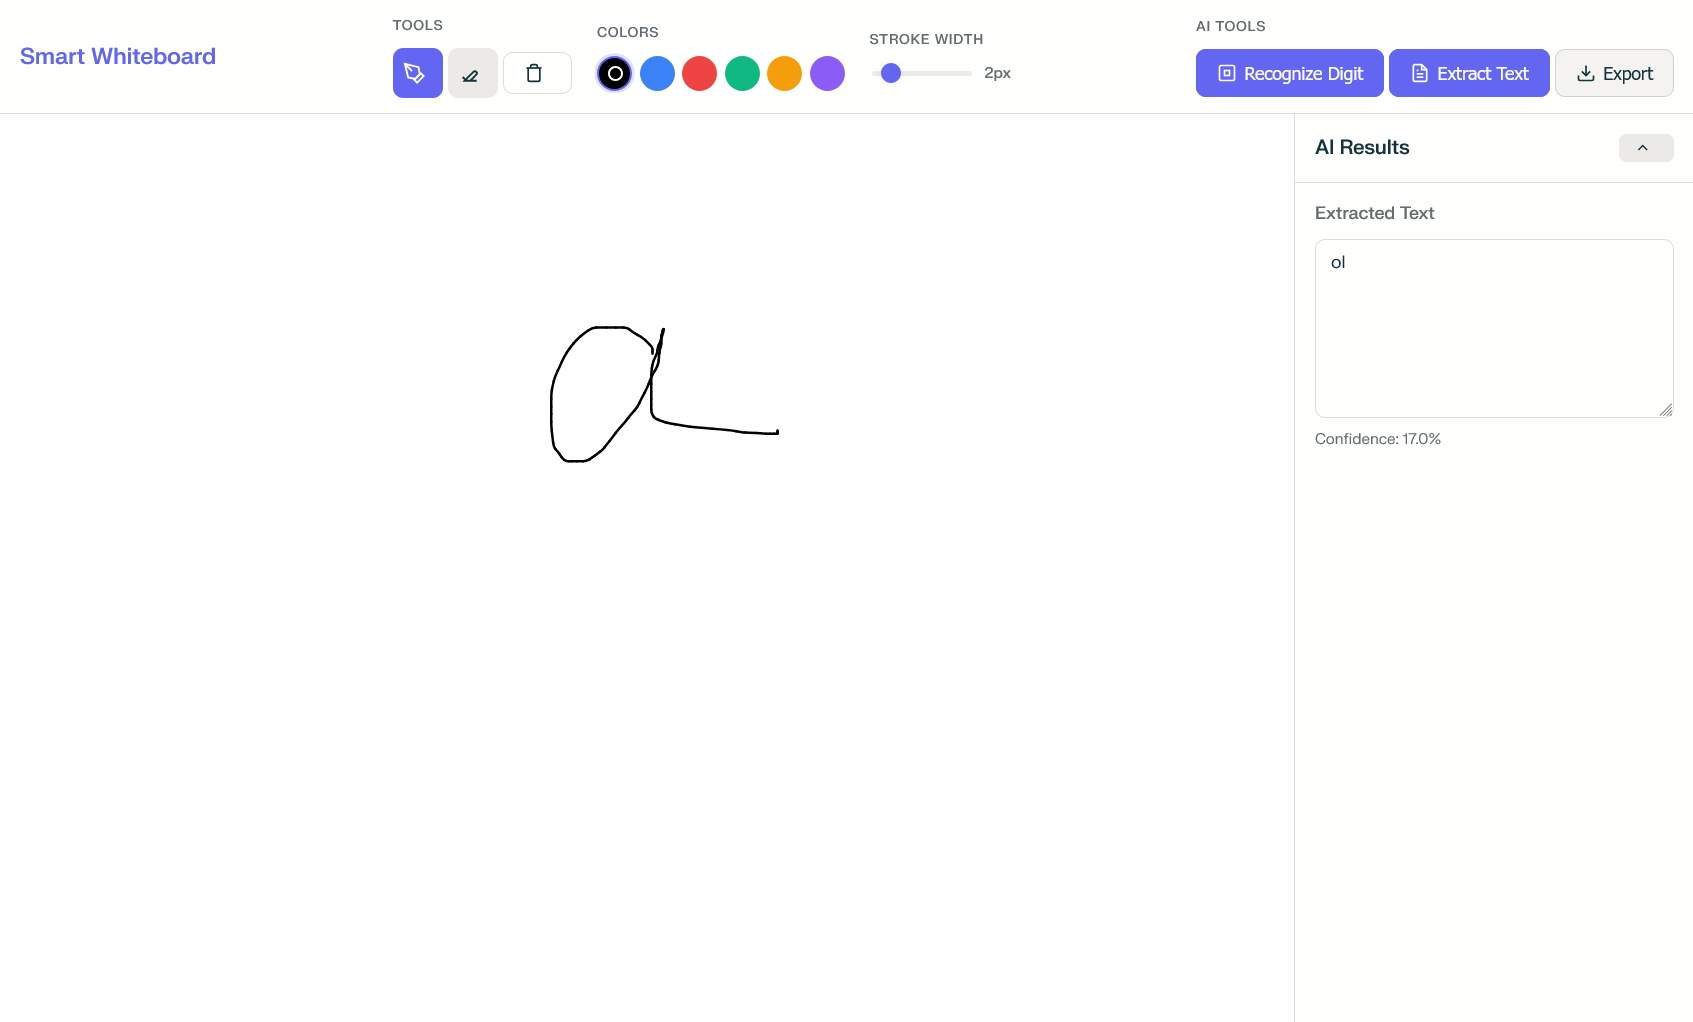 Smart Whiteboard
TOOLS
COLORS
STROKE WIDTH
2px
AI TOOLS
Recognize Digit
Extract Text
Export
a
AI Results
Extracted Text
ol
Confidence: 17.0%